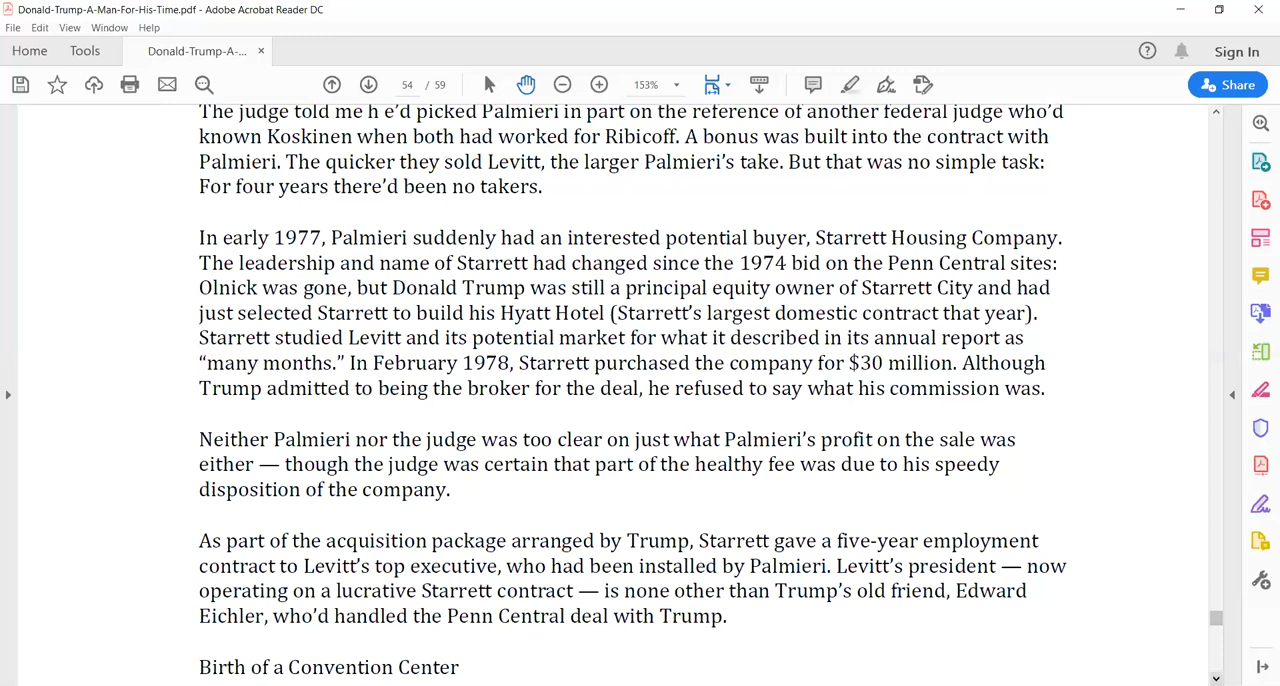 Donald-Trump-A-Man-For-His-Time.pdf - Adobe Acrobat Reader DC
File Edit View Window Help
Home Tools Donald-Trump-A-... × Sign In
54 / 59 153% Share
The judge told me h e’d picked Palmieri in part on the reference of another federal judge who’d
known Koskinen when both had worked for Ribicoff. A bonus was built into the contract with
Palmieri. The quicker they sold Levitt, the larger Palmieri’s take. But that was no simple task:
For four years there’d been no takers.
In early 1977, Palmieri suddenly had an interested potential buyer, Starrett Housing Company.
The leadership and name of Starrett had changed since the 1974 bid on the Penn Central sites:
Olnick was gone, but Donald Trump was still a principal equity owner of Starrett City and had
just selected Starrett to build his Hyatt Hotel (Starrett’s largest domestic contract that year).
Starrett studied Levitt and its potential market for what it described in its annual report as
“many months.” In February 1978, Starrett purchased the company for $30 million. Although
Trump admitted to being the broker for the deal, he refused to say what his commission was.
Neither Palmieri nor the judge was too clear on just what Palmieri’s profit on the sale was
either — though the judge was certain that part of the healthy fee was due to his speedy
disposition of the company.
As part of the acquisition package arranged by Trump, Starrett gave a five-year employment
contract to Levitt’s top executive, who had been installed by Palmieri. Levitt’s president — now
operating on a lucrative Starrett contract — is none other than Trump’s old friend, Edward
Eichler, who’d handled the Penn Central deal with Trump.
Birth of a Convention Center